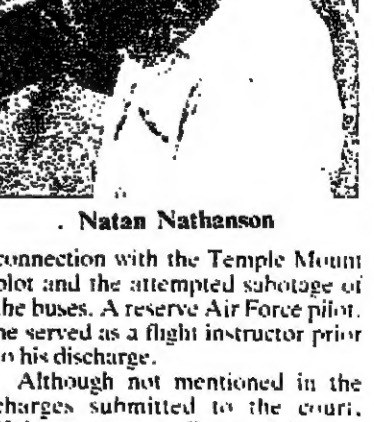 . Natan Nathanson
connection with the Temple Mount
plot and the attempted sabotage of
the buses. A reserve Air Force pilot,
he served as a flight instructor prior
to his discharge.
Although not mentioned in the
charges submitted to the court,